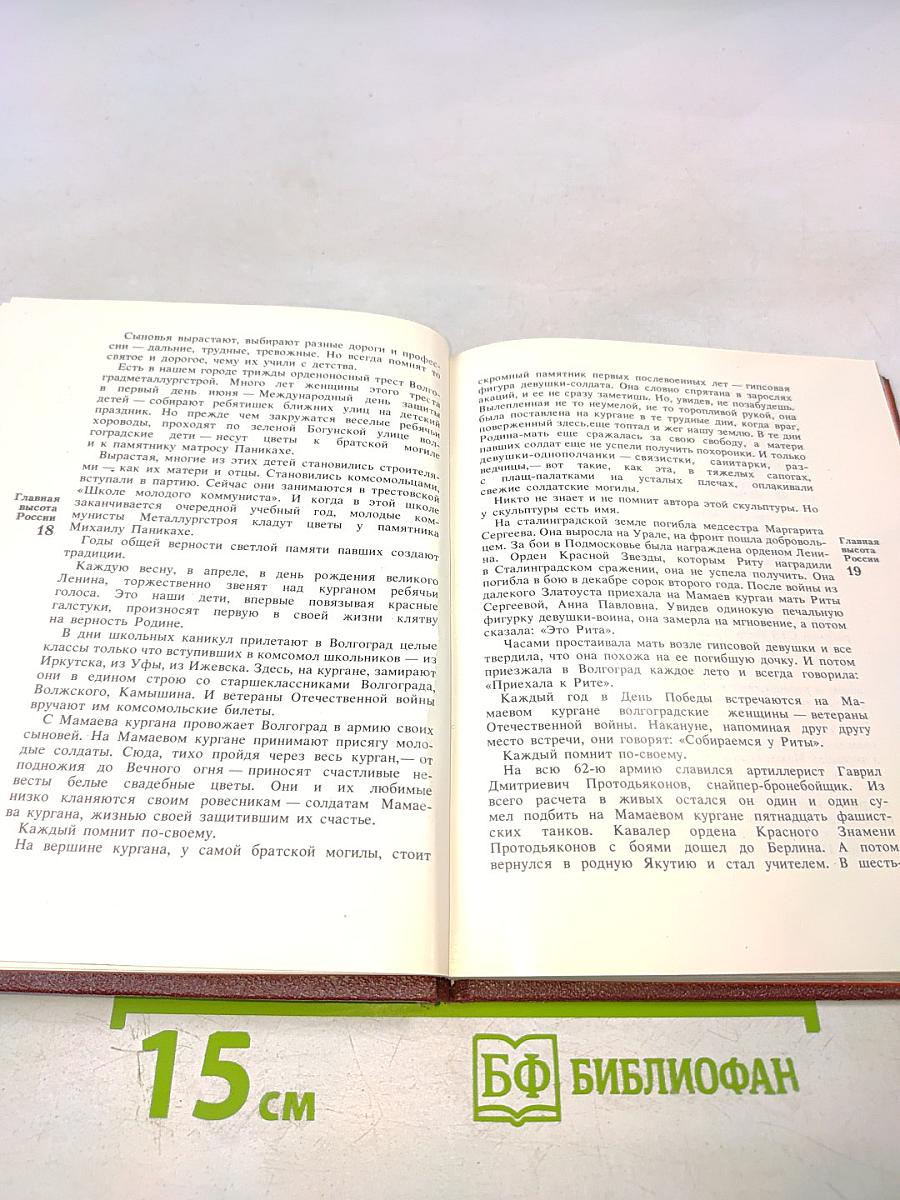 Сыновья вырастают, выбирают разные дороги и профес-
сии — дальние, трудные, тревожные. Но всегда помнят то
святое и дорогое, чему их учили с детства.
Есть в нашем городе трижды орденоносный трест Волго-
градметаллургстрой. Много лет женщины этого треста
в первый день июня — Международный день защиты
детей — собирают ребятишек ближних улиц на детский
праздник. Но прежде чем закружатся веселые ребячьи
хороводы, проходят по зеленой Богунской улице вол-
гоградские дети — несут цветы к братской могиле
и к памятнику матросу Паникахе.
Вырастая, многие из этих детей становились строителя-
ми — как их матери и отцы. Становились комсомольцами,
вступали в партию. Сейчас они занимаются в трестовской
«Школе молодого коммуниста». И когда в этой школе
заканчивается очередной учебный год, молодые ком-
мунисты Металлургстроя кладут цветы у памятника
Михаилу Паникахе.
Годы общей верности светлой памяти павших создают
традиции.
Каждую весну, в апреле, в день рождения великого
Ленина, торжественно звенят над курганом ребячьи
голоса. Это наши дети, впервые повязывая красные
галстуки, произносят первую в своей жизни клятву
на верность Родине.
В дни школьных каникул прилетают в Волгоград целые
классы только что вступивших в комсомол школьников — из
Иркутска, из Уфы, из Ижевска. Здесь, на кургане, замирают
они в едином строю со старшеклассниками Волгограда,
Волжского, Камышина. И ветераны Отечественной войны
вручают им комсомольские билеты.
С Мамаева кургана провожает Волгоград в армию своих
сыновей. На Мамаевом кургане принимают присягу моло-
дые солдаты. Сюда, тихо пройдя через весь курган,— от
подножия до Вечного огня — приносят счастливые не-
весты белые свадебные цветы. Они и их любимые
низко кланяются своим ровесникам — солдатам Мамае-
ва кургана, жизнью своей защитившим их счастье.
Каждый помнит по-своему.
На вершине кургана, у самой братской могилы, стоит
Главная
высота
России
18
скромный памятник первых послевоенных лет — гипсовая
фигура девушки-солдата. Она словно спрятана в зарослях
акаций, и ее не сразу заметишь. Но, увидев, не позабудешь.
Вылепленная не то неумелой, не то торопливой рукой, она
была поставлена на кургане в те трудные дни, когда враг,
поверженный здесь,еще топтал и жег нашу землю. В те дни
Родина-мать еще сражалась за свою свободу, а матери
павших солдат еще не успели получить похоронки. И только
девушки-однополчанки — связистки, санитарки, раз-
ведчицы,— вот такие, как эта, в тяжелых сапогах,
с плащ-палатками на усталых плечах, оплакивали
свежие солдатские могилы.
Никто не знает и не помнит автора этой скульптуры. Но
у скульптуры есть имя.
На сталинградской земле погибла медсестра Маргарита
Сергеева. Она выросла на Урале, на фронт пошла доброволь-
цем. За бои в Подмосковье была награждена орденом Лени-
на. Орден Красной Звезды, которым Риту наградили
в Сталинградском сражении, она не успела получить. Она
погибла в бою в декабре сорок второго года. После войны из
далекого Златоуста приехала на Мамаев курган мать Риты
Сергеевой, Анна Павловна. Увидев одинокую печальную
фигурку девушки-воина, она замерла на мгновение, а потом
сказала: «Это Рита».
Часами простаивала мать возле гипсовой девушки и все
твердила, что она похожа на ее погибшую дочку. И потом
приезжала в Волгоград каждое лето и всегда говорила:
«Приехала к Рите».
Каждый год в День Победы встречаются на Ма-
маевом кургане волгоградские женщины — ветераны
Отечественной войны. Накануне, напоминая друг другу
место встречи, они говорят: «Собираемся у Риты».
Каждый помнит по-своему.
На всю 62-ю армию славился артиллерист Гаврил
Дмитриевич Протодьяконов, снайпер-бронебойщик. Из
всего расчета в живых остался он один и один су-
мел подбить на Мамаевом кургане пятнадцать фашист-
ских танков. Кавалер ордена Красного Знамени
Протодьяконов с боями дошел до Берлина. А потом
вернулся в родную Якутию и стал учителем. В шесть-
Главная
высота
России
19
15 см
БФ БИБЛИОФАН